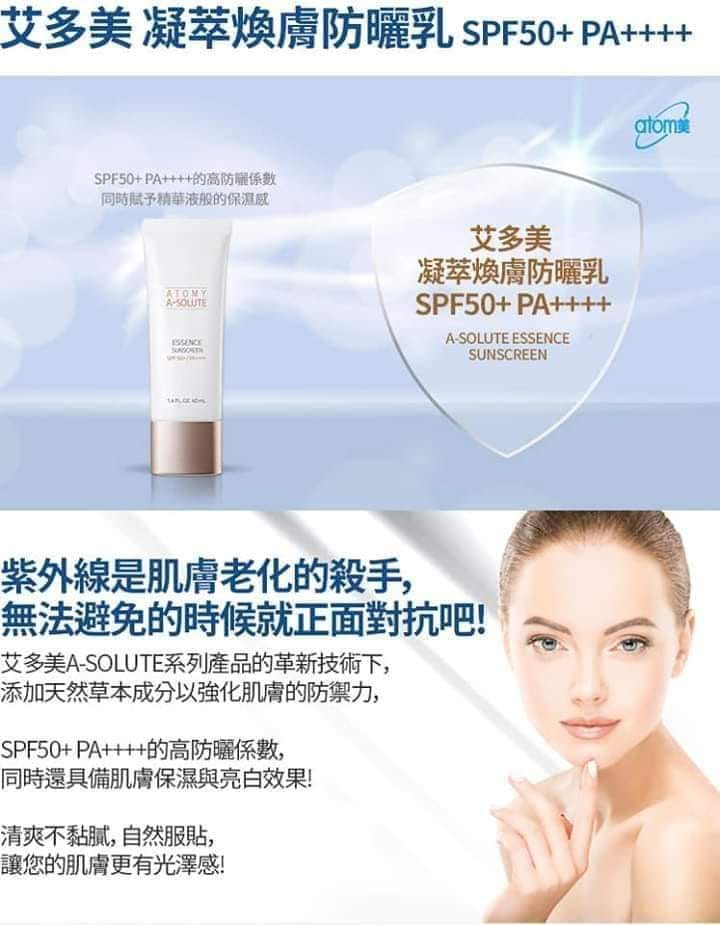 艾多美 凝萃煥膚防曬乳 SPF50+ PA++++
atom美
SPF50+ PA++++的高防曬係數
同時賦予精華液般的保濕感
ATOMY
A-SOLUTE
ESSENCE
SUNSCREEN
SPF 50+ / PA++++
1.4 FL.OZ. 40mL
艾多美
凝萃煥膚防曬乳
SPF50+ PA++++
A-SOLUTE ESSENCE
SUNSCREEN
紫外線是肌膚老化的殺手,
無法避免的時候就正面對抗吧!
艾多美A-SOLUTE系列產品的革新技術下,
添加天然草本成分以強化肌膚的防禦力,
SPF50+ PA++++的高防曬係數,
同時還具備肌膚保濕與亮白效果!
清爽不黏膩, 自然服貼,
讓您的肌膚更有光澤感!